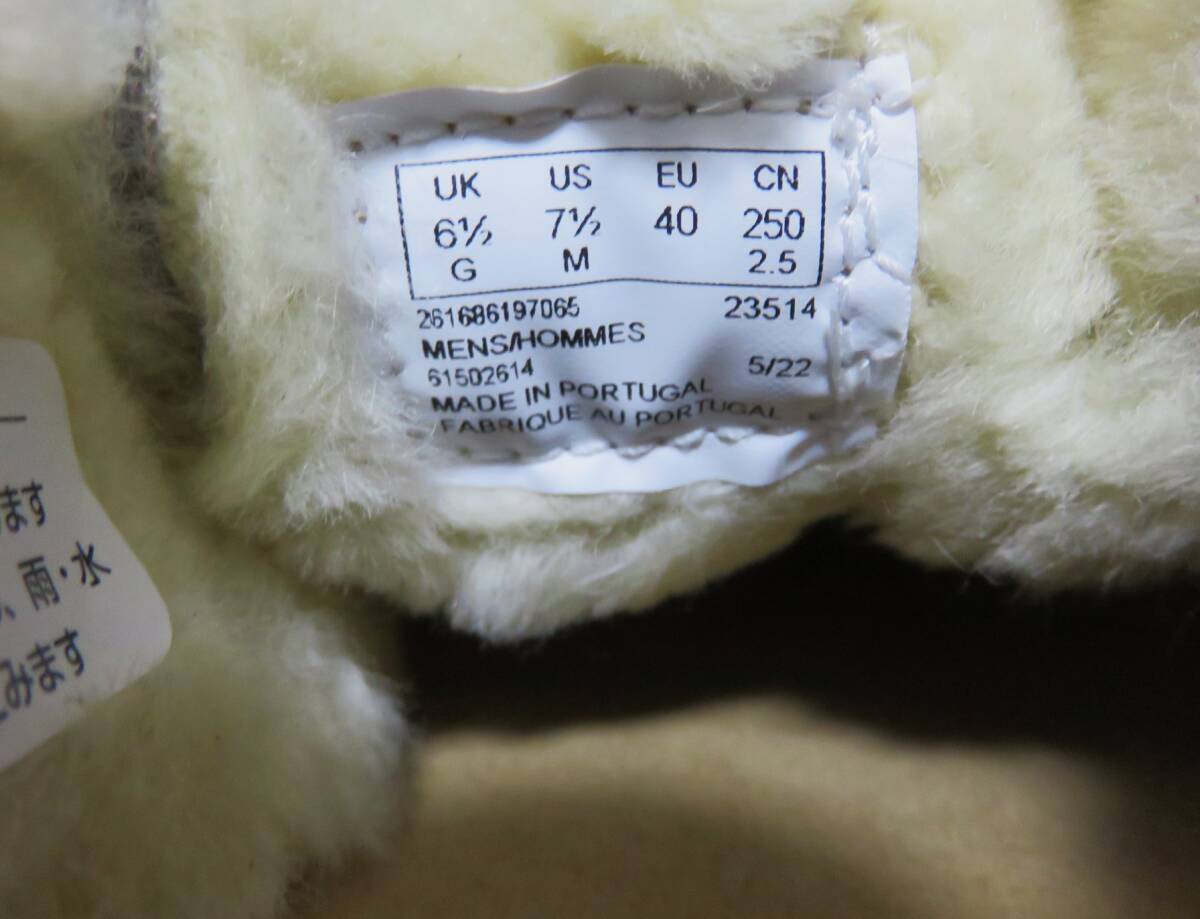 UK US EU CN
6½ 7½ 40 250
G M 2.5
261686197065 23514
MENS/HOMMES
61502614 5/22
MADE IN PORTUGAL
FABRIQUE AU PORTUGAL
ます
、雨・水
みます